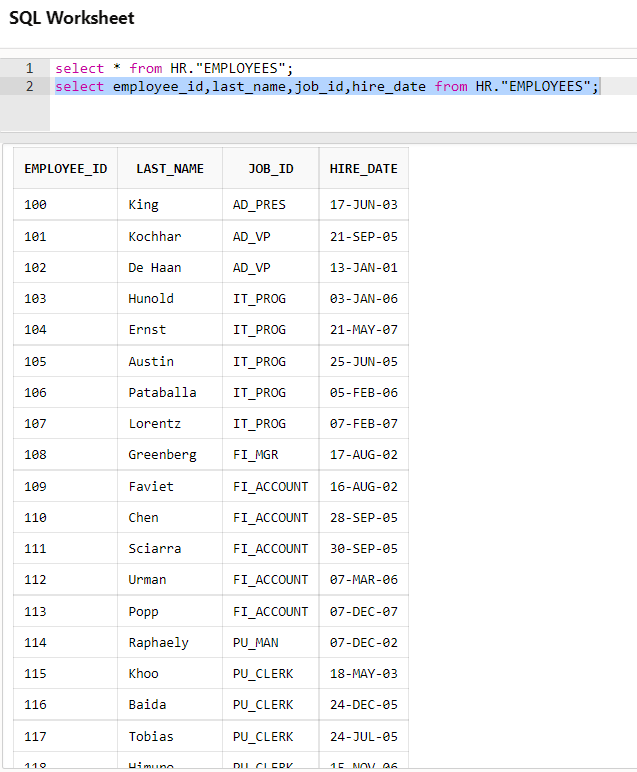 SQL Worksheet
1 select * from HR."EMPLOYEES";
2 select employee_id,last_name,job_id,hire_date from HR."EMPLOYEES";
EMPLOYEE_ID LAST_NAME JOB_ID HIRE_DATE
100 King AD_PRES 17-JUN-03
101 Kochhar AD_VP 21-SEP-05
102 De Haan AD_VP 13-JAN-01
103 Hunold IT_PROG 03-JAN-06
104 Ernst IT_PROG 21-MAY-07
105 Austin IT_PROG 25-JUN-05
106 Pataballa IT_PROG 05-FEB-06
107 Lorentz IT_PROG 07-FEB-07
108 Greenberg FI_MGR 17-AUG-02
109 Faviet FI_ACCOUNT 16-AUG-02
110 Chen FI_ACCOUNT 28-SEP-05
111 Sciarra FI_ACCOUNT 30-SEP-05
112 Urman FI_ACCOUNT 07-MAR-06
113 Popp FI_ACCOUNT 07-DEC-07
114 Raphaely PU_MAN 07-DEC-02
115 Khoo PU_CLERK 18-MAY-03
116 Baida PU_CLERK 24-DEC-05
117 Tobias PU_CLERK 24-JUL-05
118 Himuro PU_CLERK 15-NOV-06